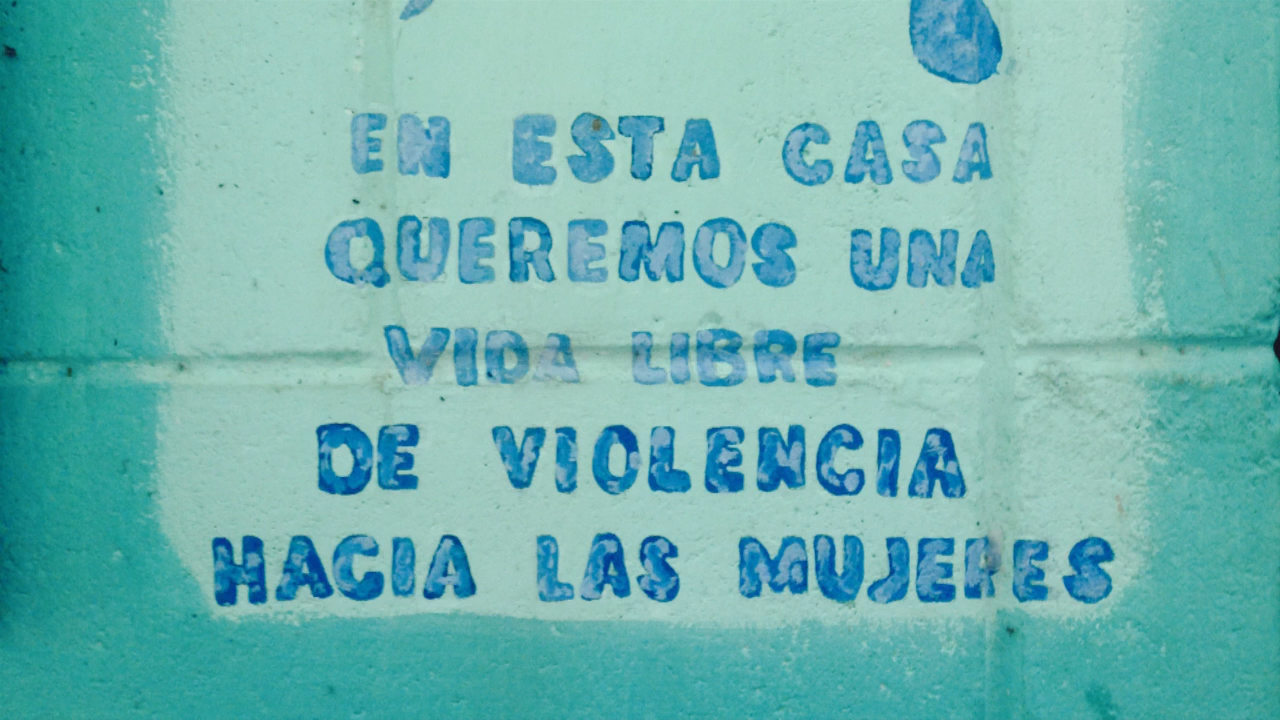 EN ESTA CASA
QUEREMOS UNA
VIDA LIBRE
DE VIOLENCIA
HACIA LAS MUJERES